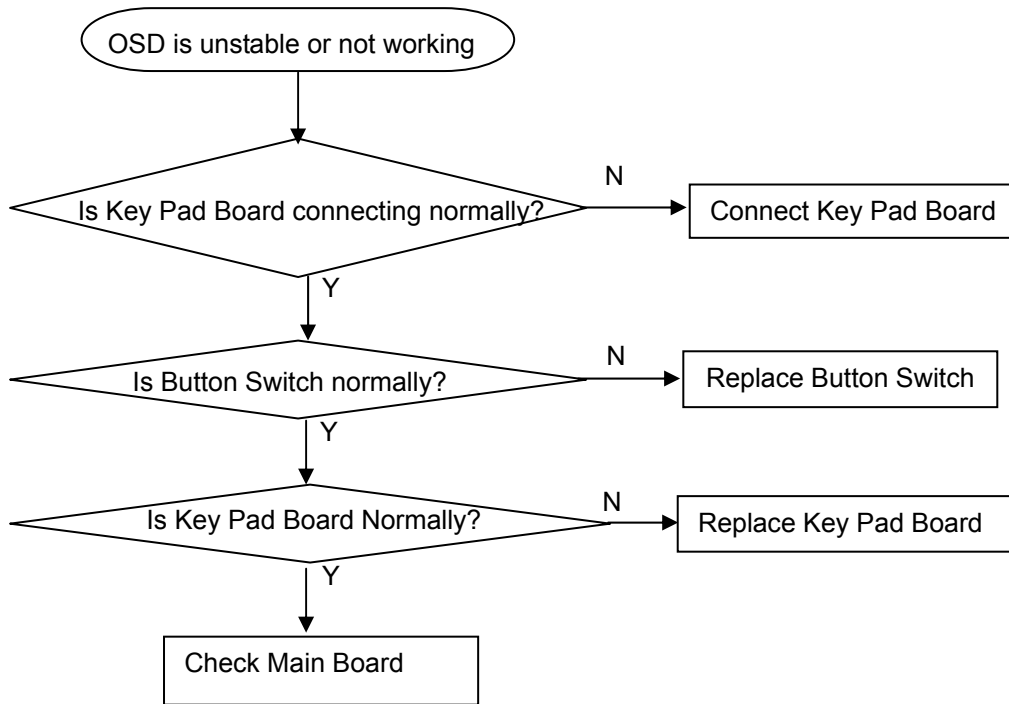 OSD is unstable or not working
N
Is Key Pad Board connecting normally?
Connect Key Pad Board
Y
N
Is Button Switch normally?
Replace Button Switch
Y
N
Is Key Pad Board Normally?
Replace Key Pad Board
Y
Check Main Board